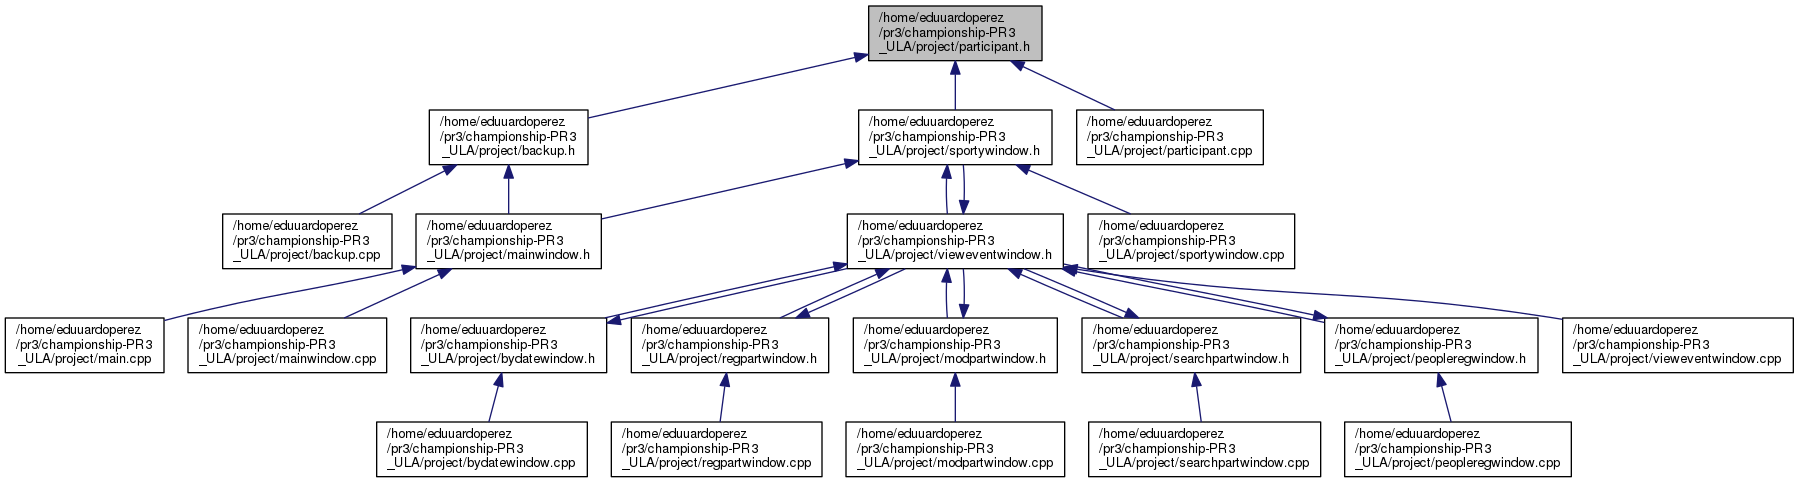 /home/eduuardoperez
/pr3/championship-PR3
_ULA/project/participant.h
/home/eduuardoperez
/pr3/championship-PR3
_ULA/project/backup.h
/home/eduuardoperez
/pr3/championship-PR3
_ULA/project/sportywindow.h
/home/eduuardoperez
/pr3/championship-PR3
_ULA/project/participant.cpp
/home/eduuardoperez
/pr3/championship-PR3
_ULA/project/backup.cpp
/home/eduuardoperez
/pr3/championship-PR3
_ULA/project/mainwindow.h
/home/eduuardoperez
/pr3/championship-PR3
_ULA/project/vieweventwindow.h
/home/eduuardoperez
/pr3/championship-PR3
_ULA/project/sportywindow.cpp
/home/eduuardoperez
/pr3/championship-PR3
_ULA/project/main.cpp
/home/eduuardoperez
/pr3/championship-PR3
_ULA/project/mainwindow.cpp
/home/eduuardoperez
/pr3/championship-PR3
_ULA/project/bydatewindow.h
/home/eduuardoperez
/pr3/championship-PR3
_ULA/project/regpartwindow.h
/home/eduuardoperez
/pr3/championship-PR3
_ULA/project/modpartwindow.h
/home/eduuardoperez
/pr3/championship-PR3
_ULA/project/searchpartwindow.h
/home/eduuardoperez
/pr3/championship-PR3
_ULA/project/peopleregwindow.h
/home/eduuardoperez
/pr3/championship-PR3
_ULA/project/vieweventwindow.cpp
/home/eduuardoperez
/pr3/championship-PR3
_ULA/project/bydatewindow.cpp
/home/eduuardoperez
/pr3/championship-PR3
_ULA/project/regpartwindow.cpp
/home/eduuardoperez
/pr3/championship-PR3
_ULA/project/modpartwindow.cpp
/home/eduuardoperez
/pr3/championship-PR3
_ULA/project/searchpartwindow.cpp
/home/eduuardoperez
/pr3/championship-PR3
_ULA/project/peopleregwindow.cpp